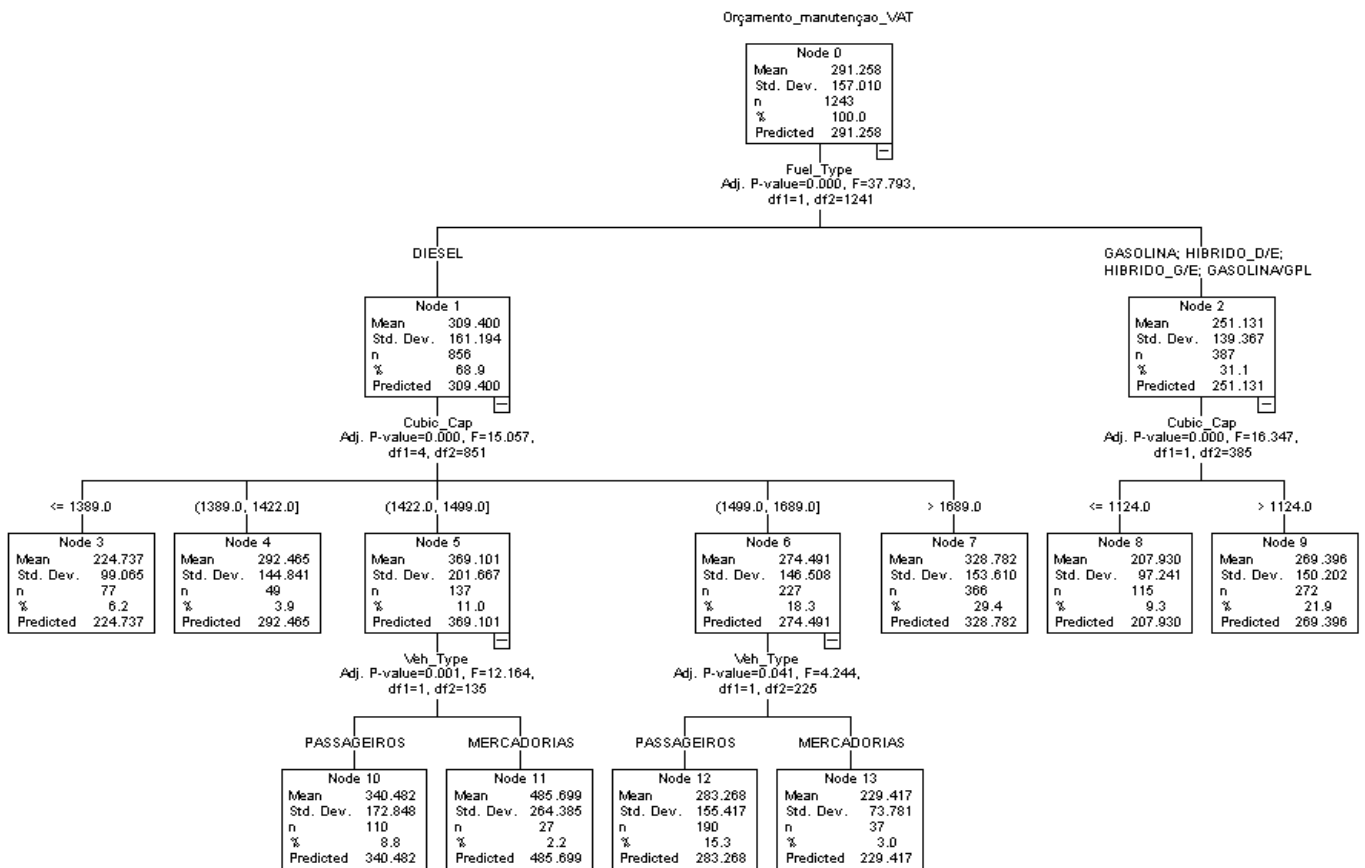 Orçamento_manutençao_VAT
Node 0
Mean 291.258
Std. Dev. 157.010
n 1243
% 100.0
Predicted 291.258
Fuel_Type
Adj. P-value=0.000, F=37.793,
df1=1, df2=1241
DIESEL
GASOLINA; HIBRIDO_D/E;
HIBRIDO_G/E; GASOLINA/GPL
Node 1
Mean 309.400
Std. Dev. 161.194
n 856
% 68.9
Predicted 309.400
Node 2
Mean 251.131
Std. Dev. 139.367
n 387
% 31.1
Predicted 251.131
Cubic_Cap
Adj. P-value=0.000, F=15.057,
df1=4, df2=851
Cubic_Cap
Adj. P-value=0.000, F=16.347,
df1=1, df2=385
<= 1389.0
(1389.0, 1422.0]
(1422.0, 1499.0]
(1499.0, 1689.0]
> 1689.0
<= 1124.0
> 1124.0
Node 3
Mean 224.737
Std. Dev. 99.065
n 77
% 6.2
Predicted 224.737
Node 4
Mean 292.465
Std. Dev. 144.841
n 49
% 3.9
Predicted 292.465
Node 5
Mean 369.101
Std. Dev. 201.667
n 137
% 11.0
Predicted 369.101
Node 6
Mean 274.491
Std. Dev. 146.508
n 227
% 18.3
Predicted 274.491
Node 7
Mean 328.782
Std. Dev. 153.610
n 366
% 29.4
Predicted 328.782
Node 8
Mean 207.930
Std. Dev. 97.241
n 115
% 9.3
Predicted 207.930
Node 9
Mean 269.396
Std. Dev. 150.202
n 272
% 21.9
Predicted 269.396
Veh_Type
Adj. P-value=0.001, F=12.164,
df1=1, df2=135
Veh_Type
Adj. P-value=0.041, F=4.244,
df1=1, df2=225
PASSAGEIROS
MERCADORIAS
PASSAGEIROS
MERCADORIAS
Node 10
Mean 340.482
Std. Dev. 172.848
n 110
% 8.8
Predicted 340.482
Node 11
Mean 485.699
Std. Dev. 264.385
n 27
% 2.2
Predicted 485.699
Node 12
Mean 283.268
Std. Dev. 155.417
n 190
% 15.3
Predicted 283.268
Node 13
Mean 229.417
Std. Dev. 73.781
n 37
% 3.0
Predicted 229.417